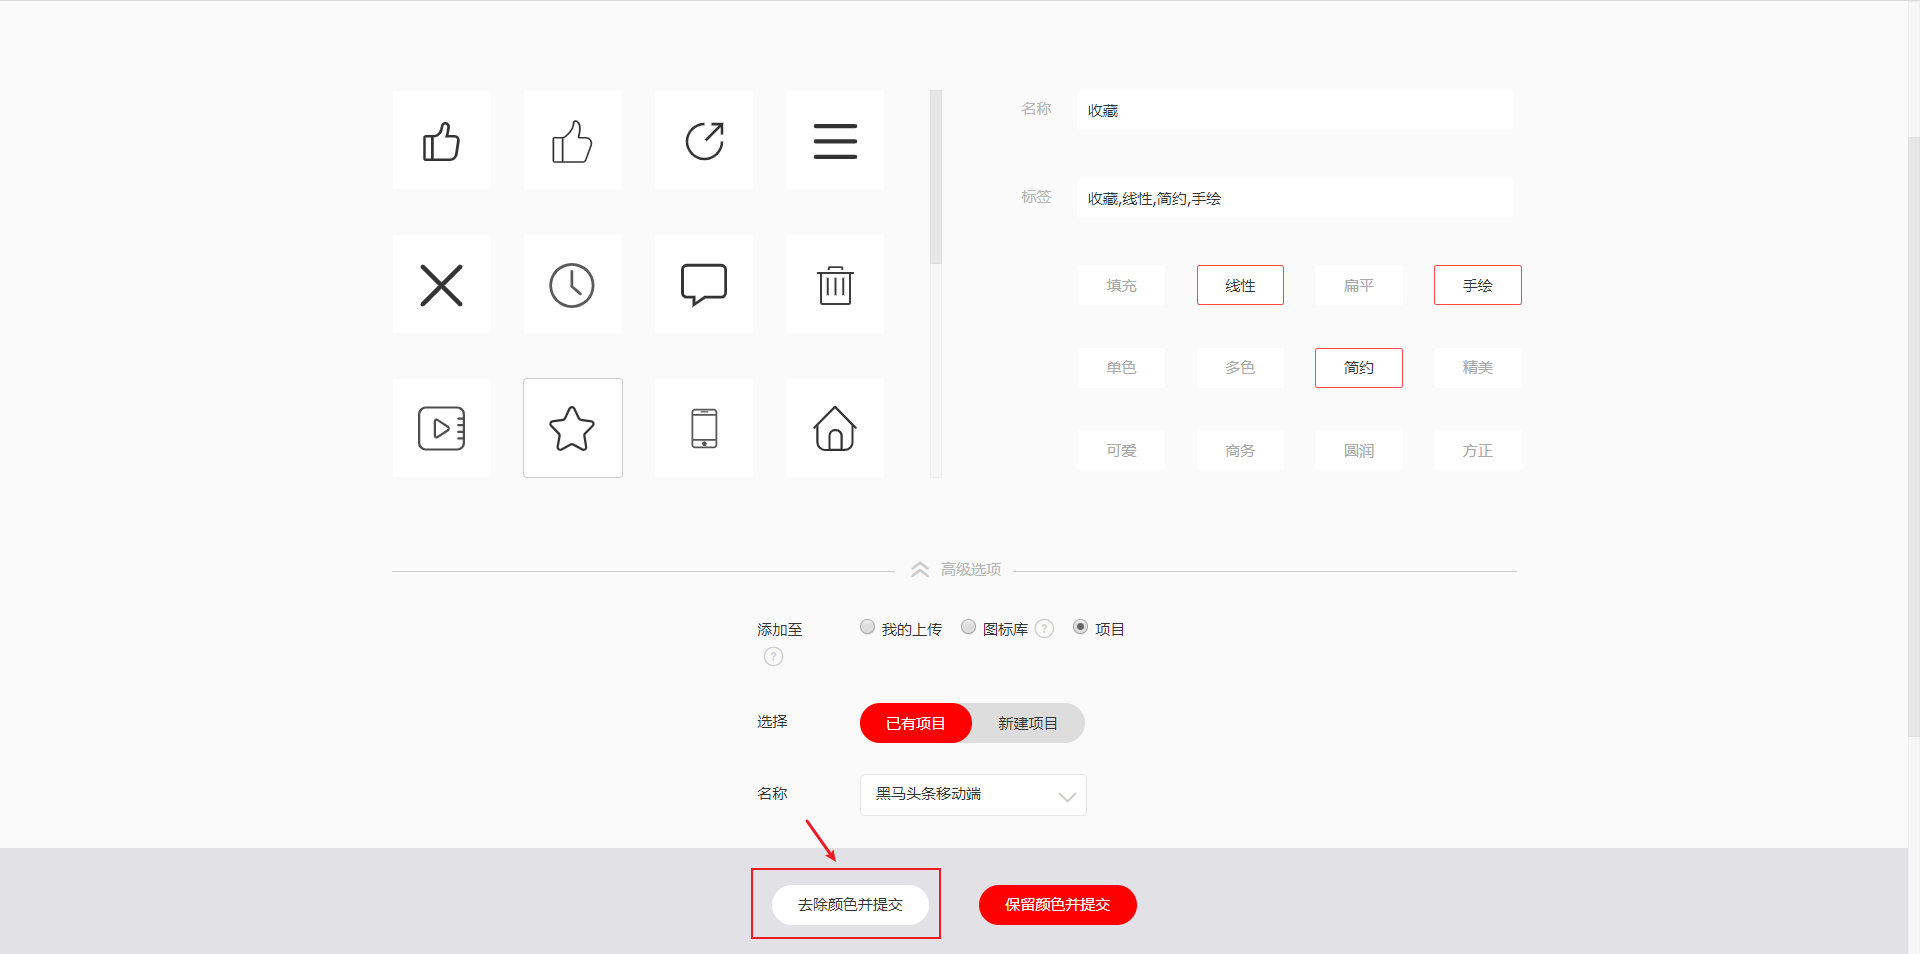 名称
收藏
标签
收藏,线性,简约,手绘
填充 线性 扁平 手绘
单色 多色 简约 精美
可爱 商务 圆润 方正
高级选项
添加至 ?
我的上传 图标库 ? 项目
选择 已有项目 新建项目
名称 黑马头条移动端
去除颜色并提交 保留颜色并提交